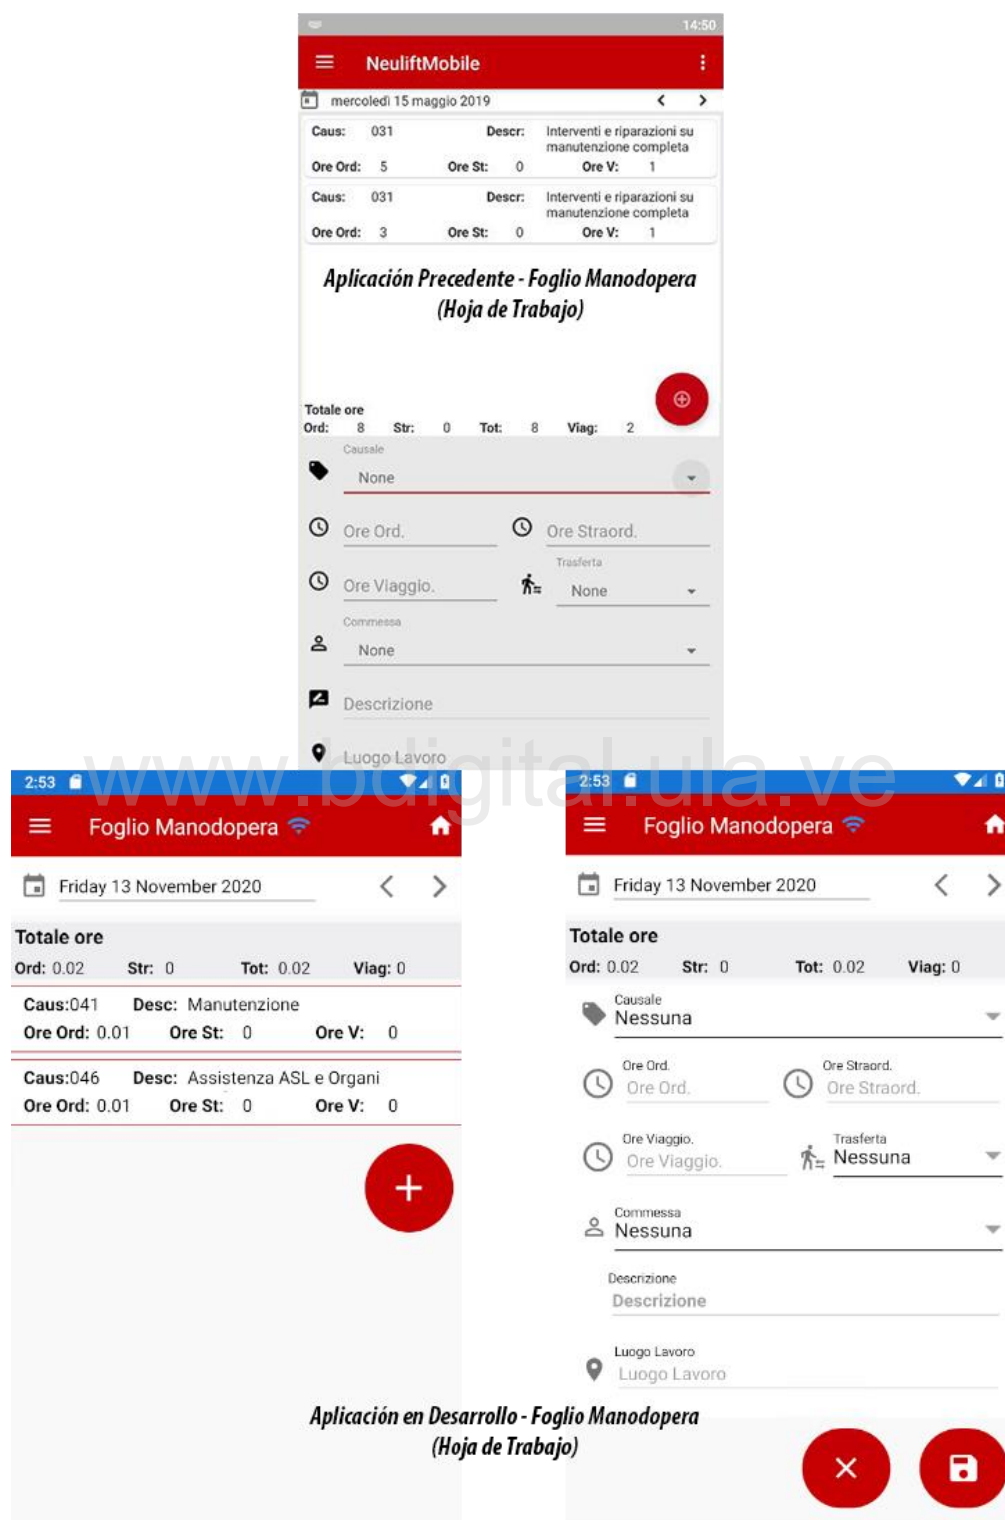 14:50
NeuliftMobile
mercoledì 15 maggio 2019
Caus: 031 Descr: Interventi e riparazioni su
manutenzione completa
Ore Ord: 5 Ore St: 0 Ore V: 1
Caus: 031 Descr: Interventi e riparazioni su
manutenzione completa
Ore Ord: 3 Ore St: 0 Ore V: 1
Aplicación Precedente - Foglio Manodopera
(Hoja de Trabajo)
Totale ore
Ord: 8 Str: 0 Tot: 8 Viag: 2
Causale
None
Ore Ord. Ore Straord.
Trasferta
Ore Viaggio. None
Commessa
None
Descrizione
Luogo Lavoro
www.bdigital.ula.ve
2:53
Foglio Manodopera
Friday 13 November 2020
Totale ore
Ord: 0.02 Str: 0 Tot: 0.02 Viag: 0
Caus:041 Desc: Manutenzione
Ore Ord: 0.01 Ore St: 0 Ore V: 0
Caus:046 Desc: Assistenza ASL e Organi
Ore Ord: 0.01 Ore St: 0 Ore V: 0
2:53
Foglio Manodopera
Friday 13 November 2020
Totale ore
Ord: 0.02 Str: 0 Tot: 0.02 Viag: 0
Causale
Nessuna
Ore Ord. Ore Straord.
Ore Ord. Ore Straord.
Ore Viaggio. Trasferta
Ore Viaggio. Nessuna
Commessa
Nessuna
Descrizione
Descrizione
Luogo Lavoro
Luogo Lavoro
Aplicación en Desarrollo - Foglio Manodopera
(Hoja de Trabajo)